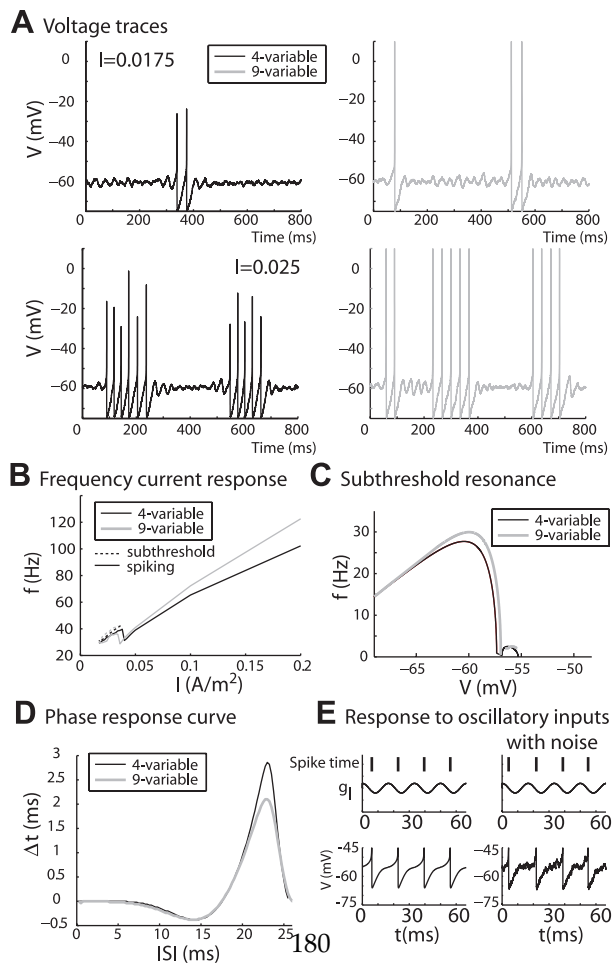 A Voltage traces
I=0.0175
4-variable
9-variable
V (mV)
0
−20
−40
−60
0 200 400 600 800
Time (ms)
0
−20
−40
−60
0 200 400 600 800
Time (ms)
I=0.025
V (mV)
0
−20
−40
−60
0 200 400 600 800
Time (ms)
0
−20
−40
−60
0 200 400 600 800
Time (ms)
B Frequency current response
4-variable
9-variable
subthreshold
spiking
f (Hz)
120
100
80
60
40
20
0 0.05 0.1 0.15 0.2
I (A/m²)
C Subthreshold resonance
4-variable
9-variable
f (Hz)
40
30
20
10
0
−65 −60 −55 −50
V (mV)
D Phase response curve
4-variable
9-variable
Δt (ms)
3
2.5
2
1.5
1
0.5
0
−0.5
0 5 10 15 20 25
ISI (ms)
E Response to oscillatory inputs
with noise
Spike time
gI
0 30 60
0 30 60
V (mV)
-45
-60
-75
0 30 60
t(ms)
-45
-60
-75
0 30 60
t(ms)
180